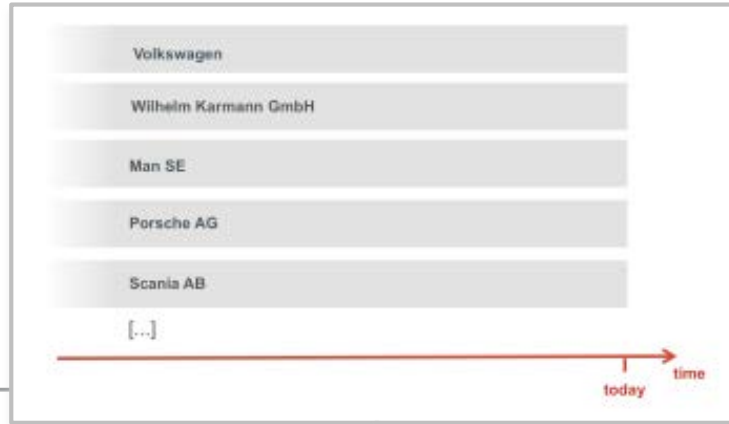 Volkswagen
Wilhelm Karmann GmbH
Man SE
Porsche AG
Scania AB
[...]
time
today